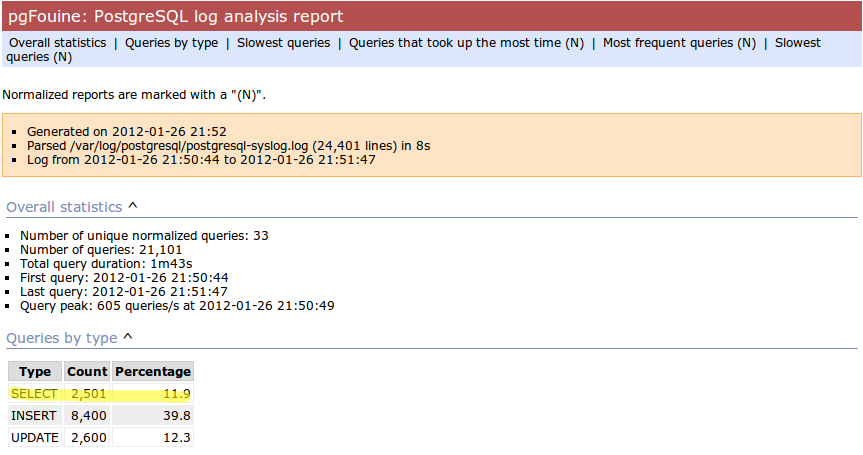 pgFouine: PostgreSQL log analysis report
Overall statistics | Queries by type | Slowest queries | Queries that took up the most time (N) | Most frequent queries (N) | Slowest
queries (N)
Normalized reports are marked with a "(N)".
Generated on 2012-01-26 21:52
Parsed /var/log/postgresql/postgresql-syslog.log (24,401 lines) in 8s
Log from 2012-01-26 21:50:44 to 2012-01-26 21:51:47
Overall statistics ^
Number of unique normalized queries: 33
Number of queries: 21,101
Total query duration: 1m43s
First query: 2012-01-26 21:50:44
Last query: 2012-01-26 21:51:47
Query peak: 605 queries/s at 2012-01-26 21:50:49
Queries by type ^
Type Count Percentage
SELECT 2,501 11.9
INSERT 8,400 39.8
UPDATE 2,600 12.3